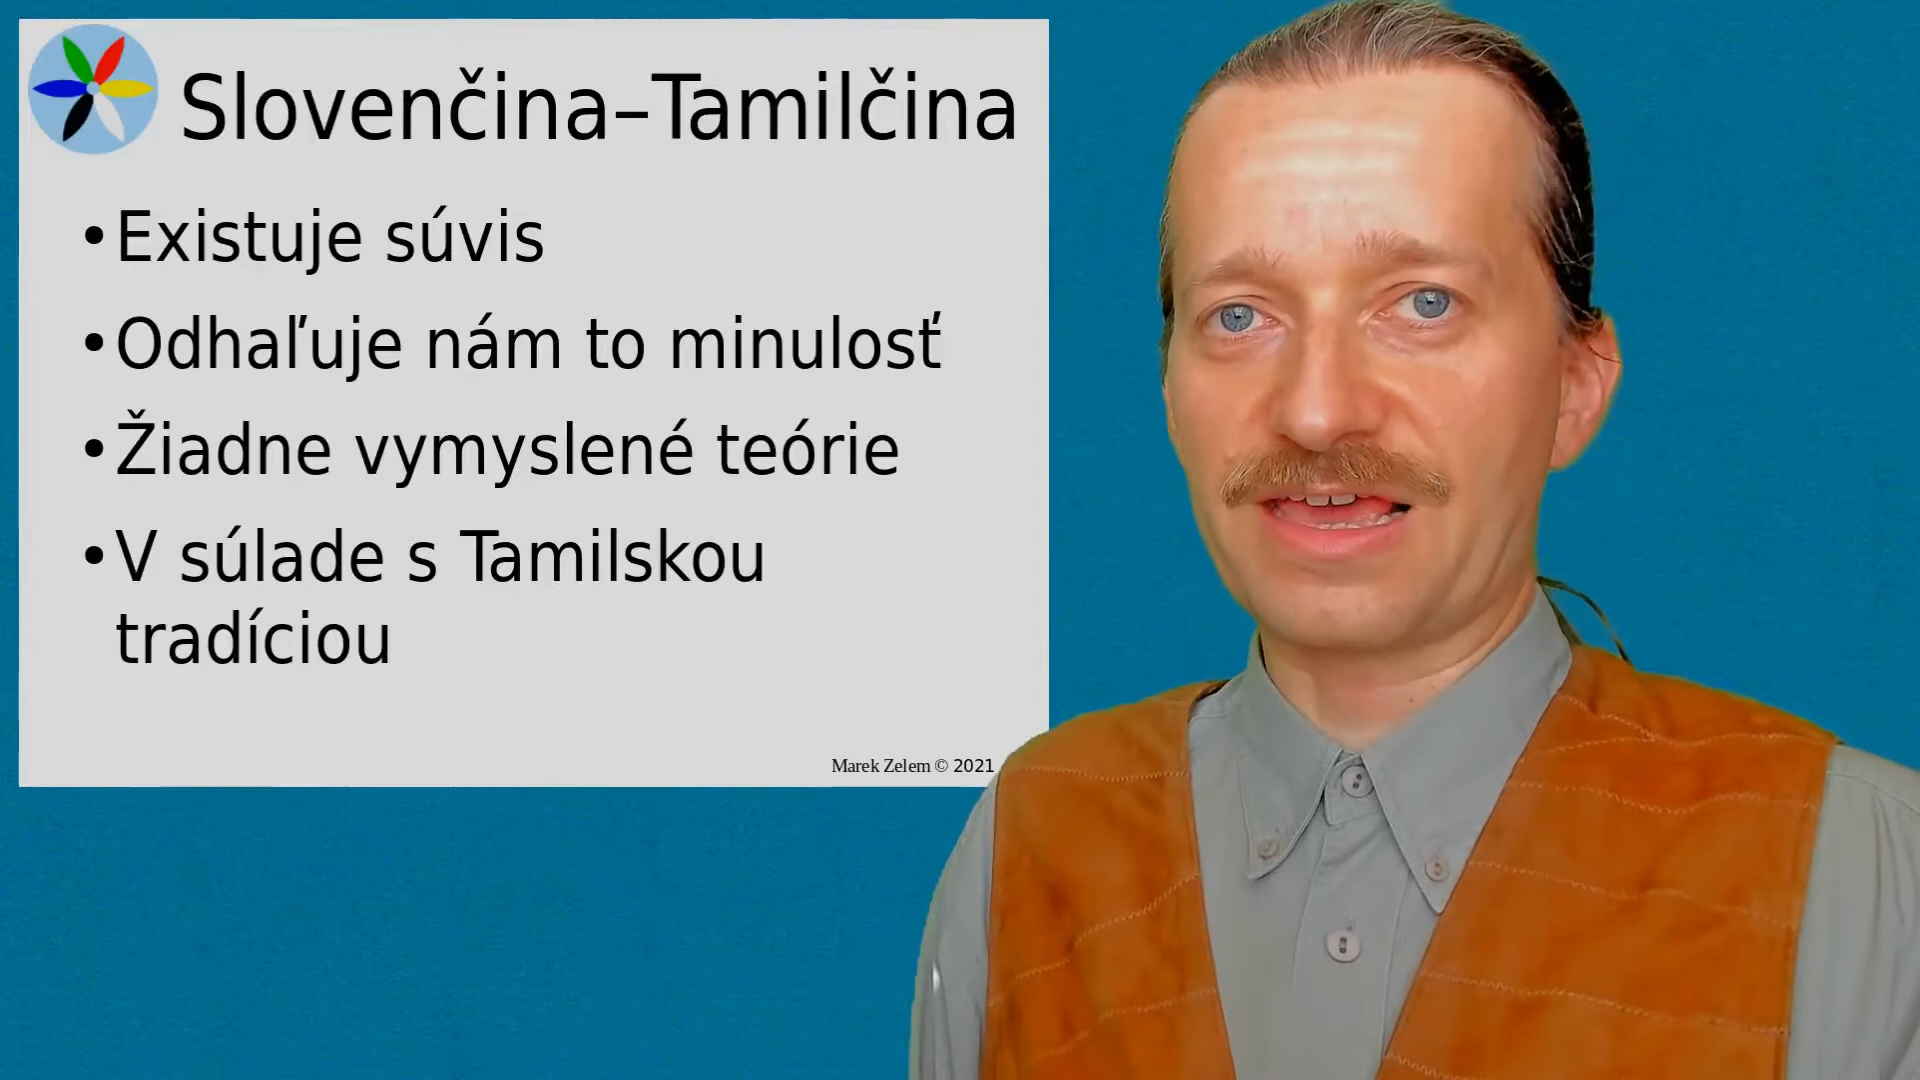 Slovenčina–Tamilčina
•Existuje súvis
•Odhaľuje nám to minulosť
•Žiadne vymyslené teórie
•V súlade s Tamilskou
tradíciou
Marek Zelem © 2021